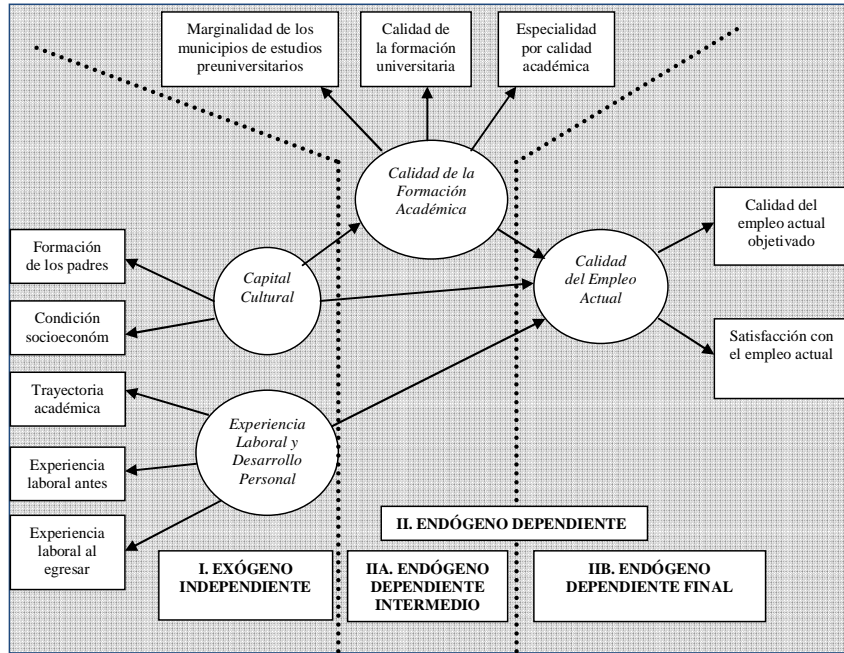 Marginalidad de los
municipios de estudios
preuniversitarios
Calidad de
la formación
universitaria
Especialidad
por calidad
académica
Calidad de la
Formación
Académica
Calidad del
empleo actual
objetivado
Formación
de los padres
Capital
Cultural
Calidad
del Empleo
Actual
Condición
socioeconóm
Satisfacción con
el empleo actual
Trayectoria
académica
Experiencia
Laboral y
Desarrollo
Personal
Experiencia
laboral antes
Experiencia
laboral al
egresar
II. ENDÓGENO DEPENDIENTE
I. EXÓGENO
INDEPENDIENTE
IIA. ENDÓGENO
DEPENDIENTE
INTERMEDIO
IIB. ENDÓGENO
DEPENDIENTE FINAL